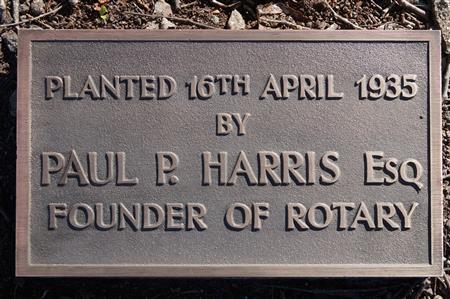 PLANTED 16TH APRIL 1935
BY
PAUL P. HARRIS ESQ
FOUNDER OF ROTARY